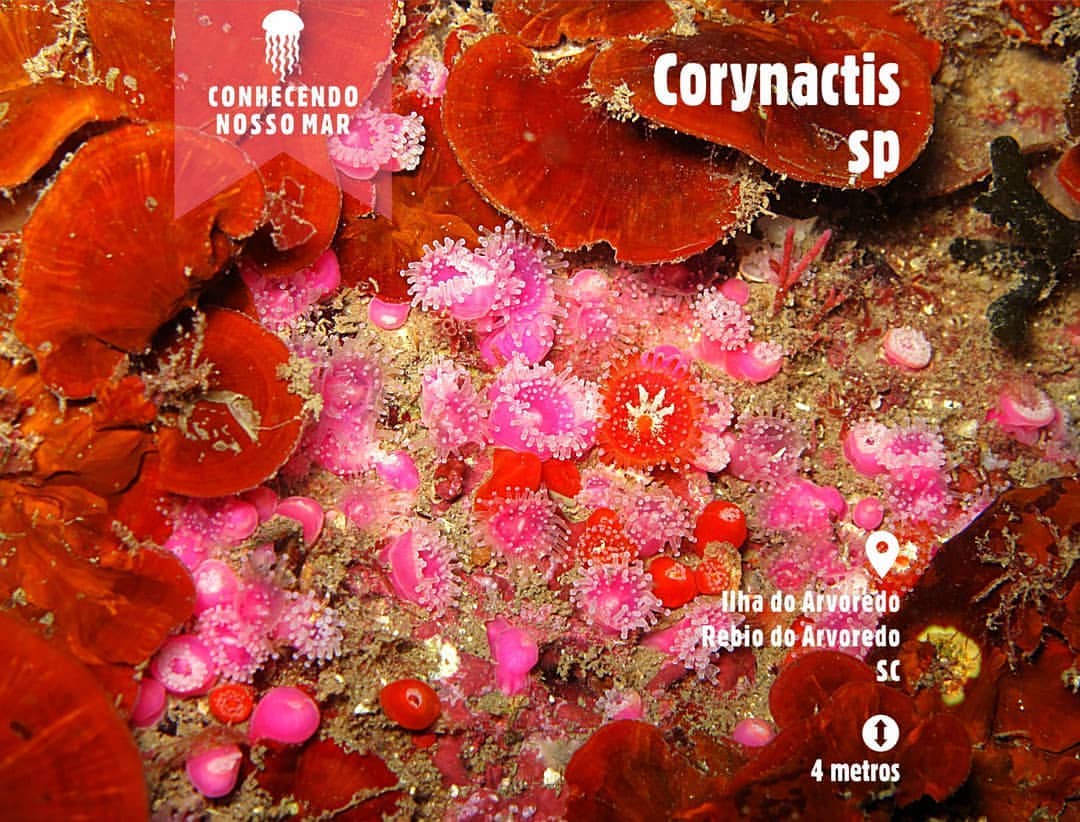 CONHECENDO
NOSSO MAR
Corynactis
sp
Ilha do Arvoredo
Rebio do Arvoredo
SC
4 metros